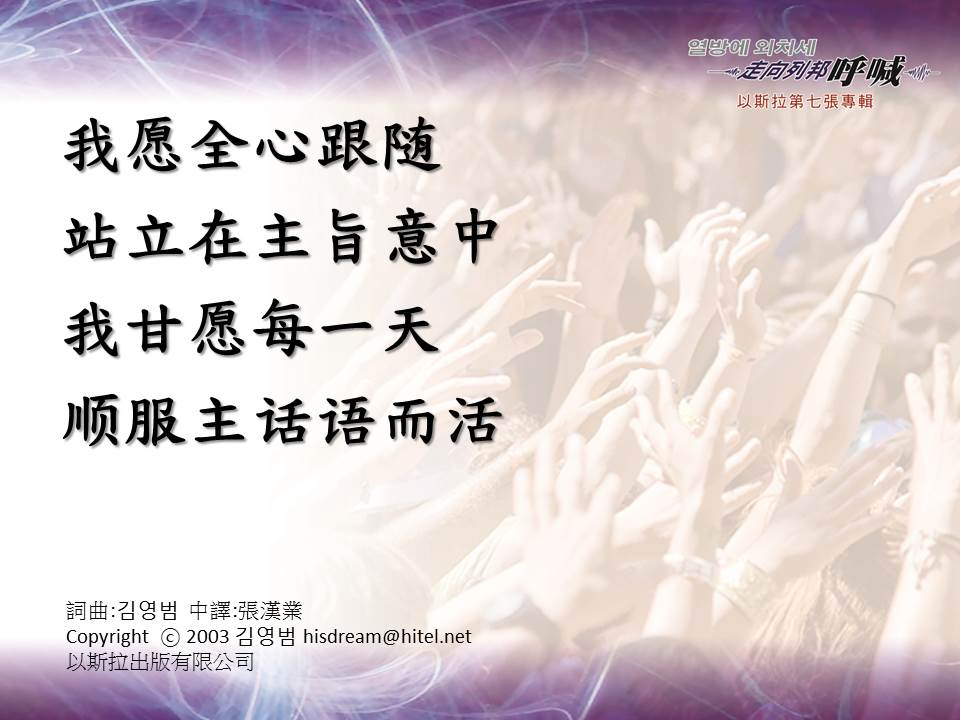 열방에 외치세
走向列邦呼喊
以斯拉第七張專輯
我愿全心跟随
站立在主旨意中
我甘愿每一天
顺服主话语而活
詞曲:김영범 中譯:張漢業
Copyright ⓒ 2003 김영범 hisdream@hitel.net
以斯拉出版有限公司